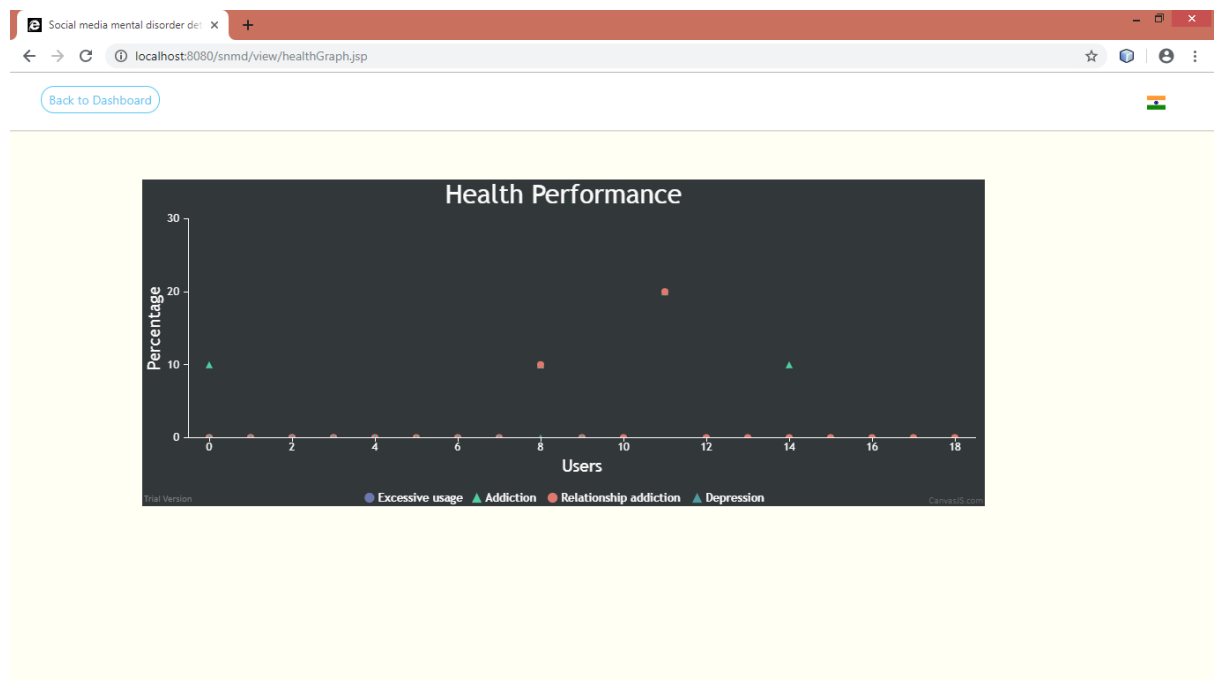 Social media mental disorder det
localhost:8080/snmd/view/healthGraph.jsp
Back to Dashboard
Health Performance
Percentage
30
20
10
0
0 2 4 6 8 10 12 14 16 18
Users
Excessive usage Addiction Relationship addiction Depression
Trial Version CanvasJS.com